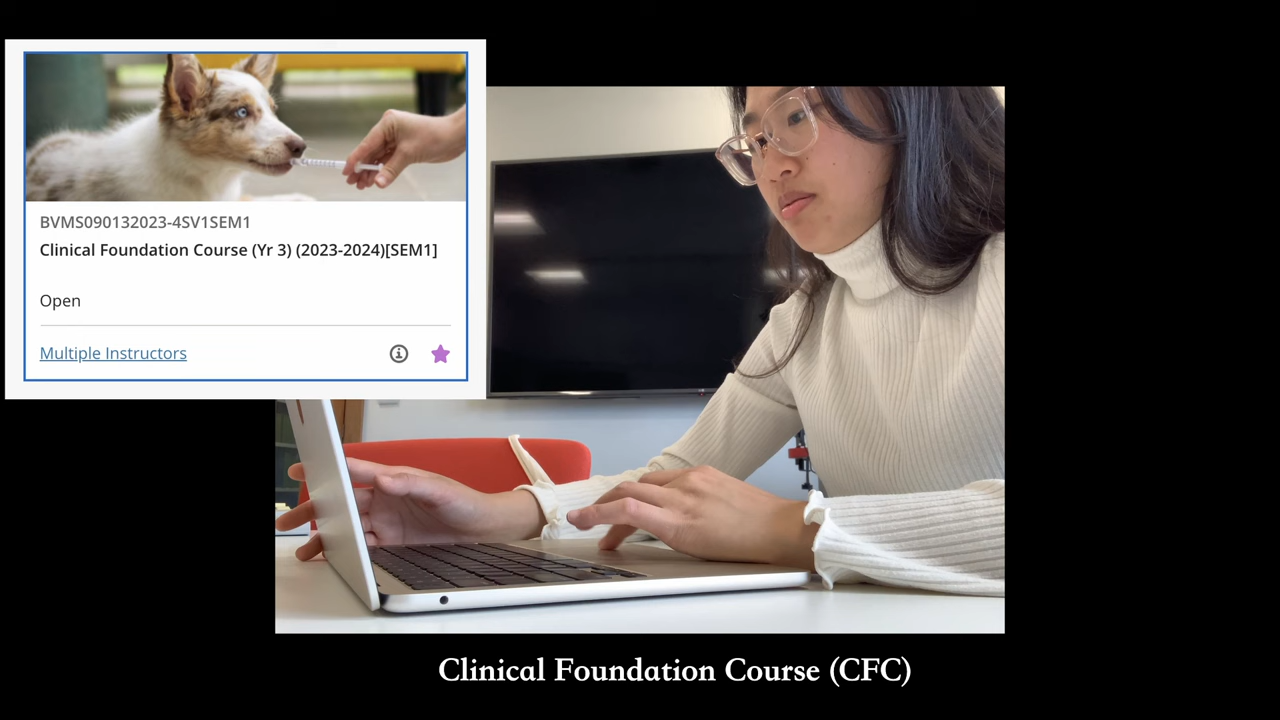 BVMS090132023-4SV1SEM1
Clinical Foundation Course (Yr 3) (2023-2024)[SEM1]
Open
Multiple Instructors
Clinical Foundation Course (CFC)